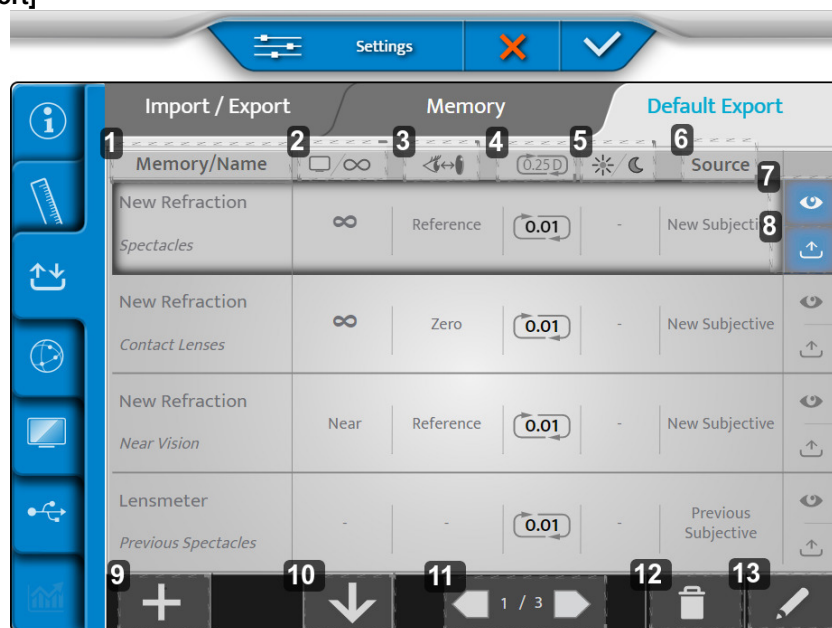 ort]
Settings
Import / Export Memory Default Export
1 2 3 4 5 6
Memory/Name /∞ 0.25 D / Source
7
New Refraction
Spectacles
∞ Reference 0.01 - New Subjecti
8
New Refraction
Contact Lenses
∞ Zero 0.01 - New Subjective
New Refraction
Near Vision
Near Reference 0.01 - New Subjective
Lensmeter
Previous Spectacles
- - 0.01 - Previous
Subjective
9 10 11 12 13
1 / 3